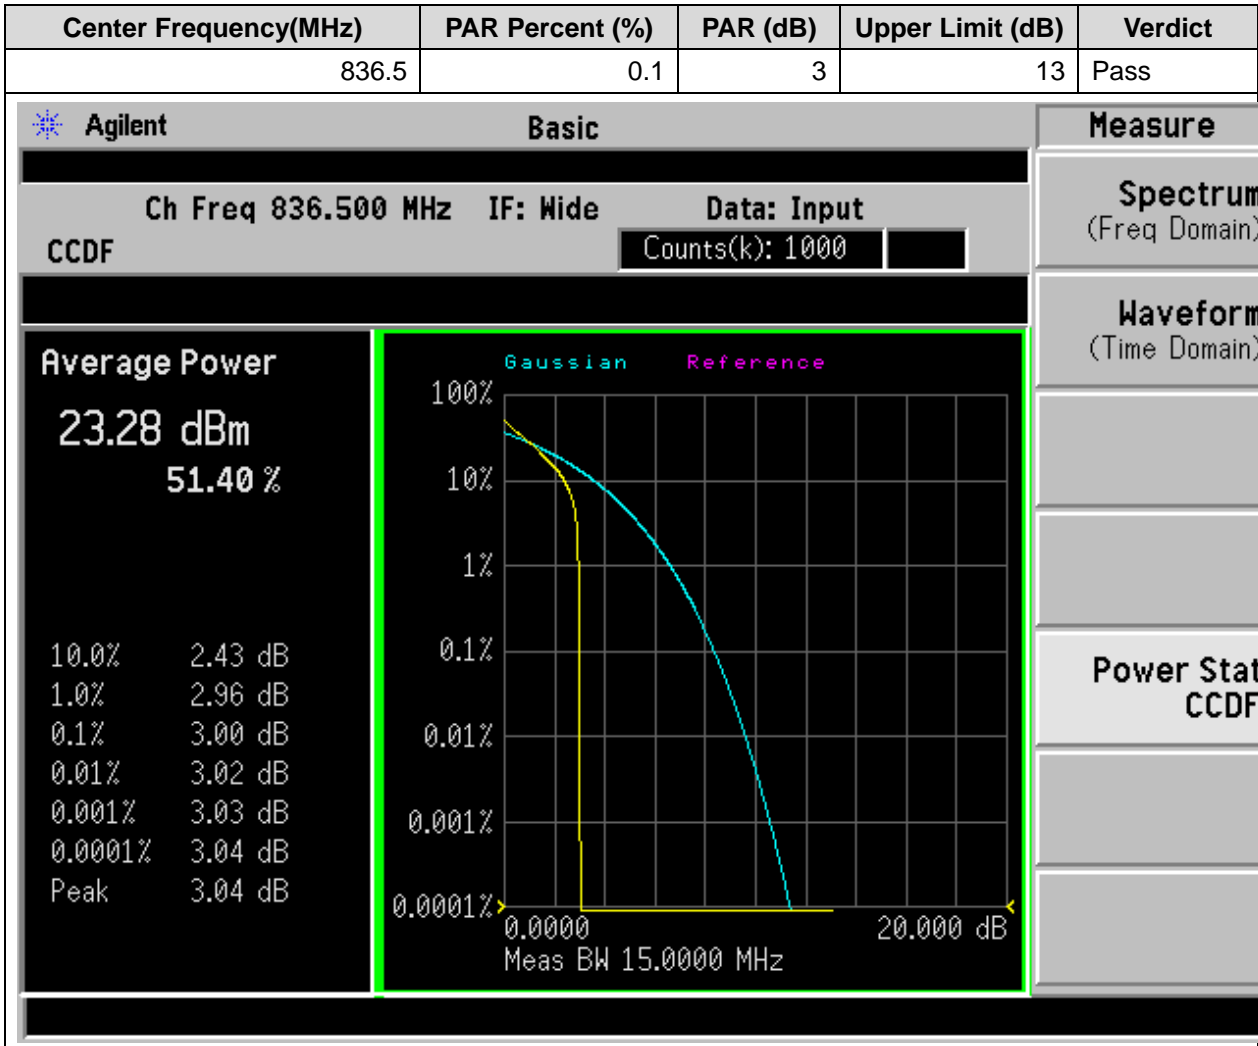 Center Frequency(MHz) PAR Percent (%) PAR (dB) Upper Limit (dB) Verdict
836.5 0.1 3 13 Pass
Agilent Basic Measure
Ch Freq 836.500 MHz IF: Wide Data: Input
CCDF Counts(k): 1000
Spectrum
(Freq Domain)
Waveform
(Time Domain)
Power Stat
CCDF
Average Power
23.28 dBm
51.40 %
10.0% 2.43 dB
1.0% 2.96 dB
0.1% 3.00 dB
0.01% 3.02 dB
0.001% 3.03 dB
0.0001% 3.04 dB
Peak 3.04 dB
Gaussian Reference
100%
10%
1%
0.1%
0.01%
0.001%
0.0001%
0.0000 20.000 dB
Meas BW 15.0000 MHz